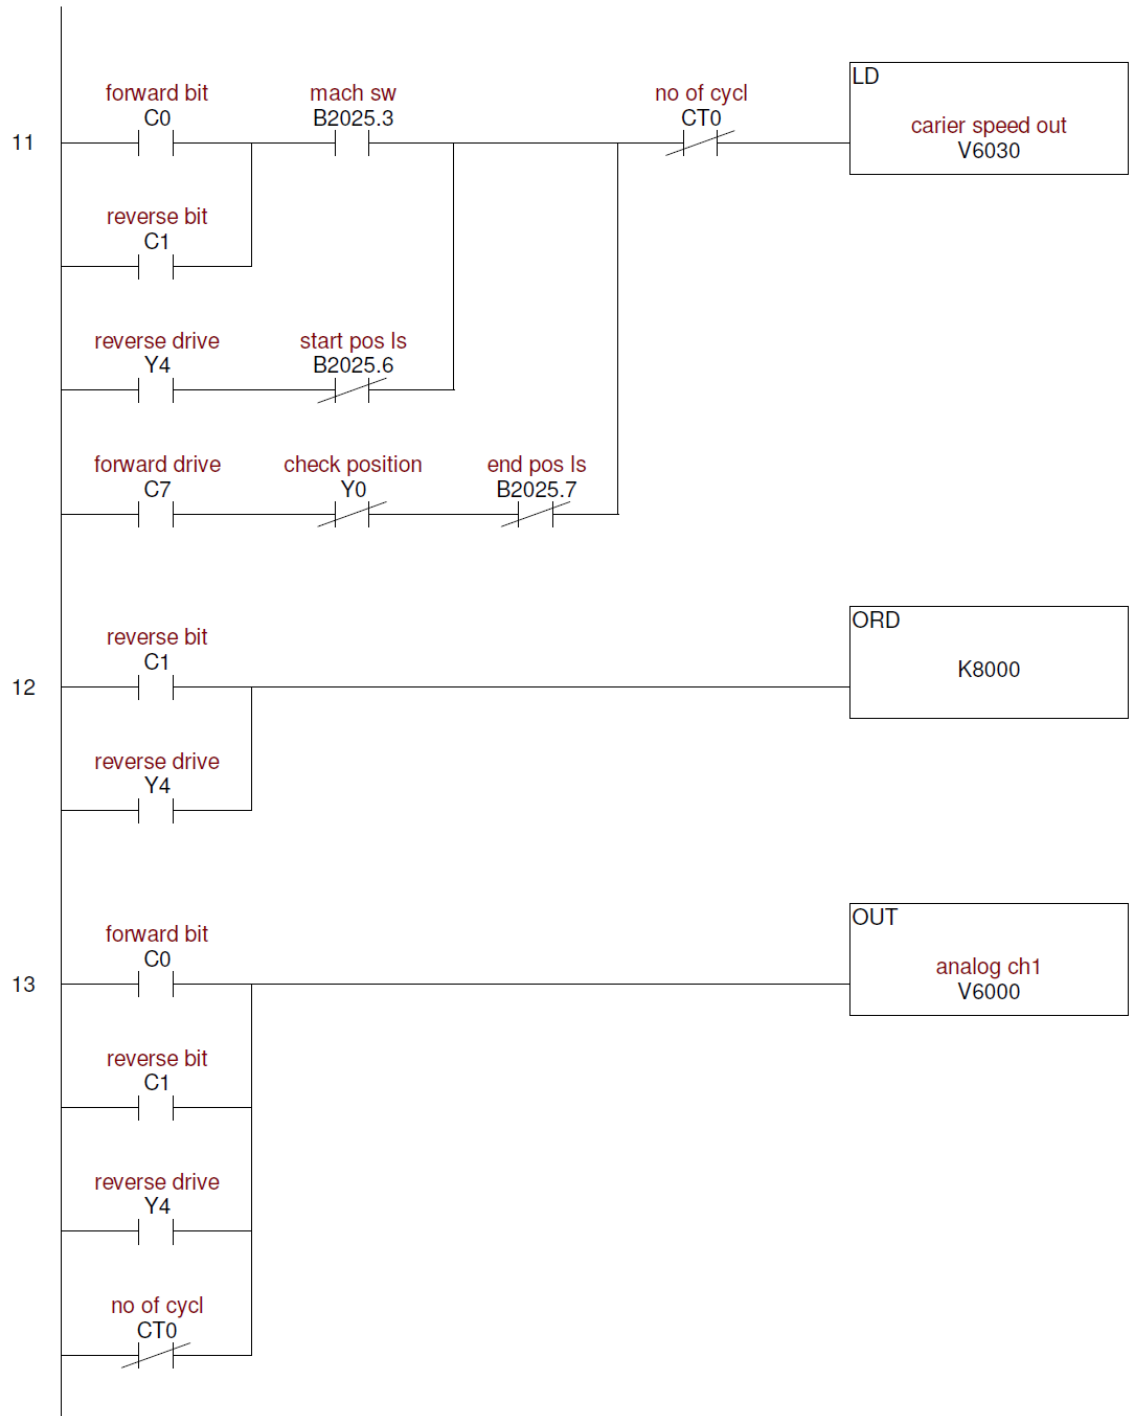 LD
forward bit
mach sw
no of cycl
C0
B2025.3
CT0
carier speed out
V6030
11
reverse bit
C1
reverse drive
start pos ls
Y4
B2025.6
forward drive
check position
end pos ls
C7
Y0
B2025.7
ORD
reverse bit
C1
K8000
12
reverse drive
Y4
OUT
forward bit
C0
analog ch1
V6000
13
reverse bit
C1
reverse drive
Y4
no of cycl
CT0